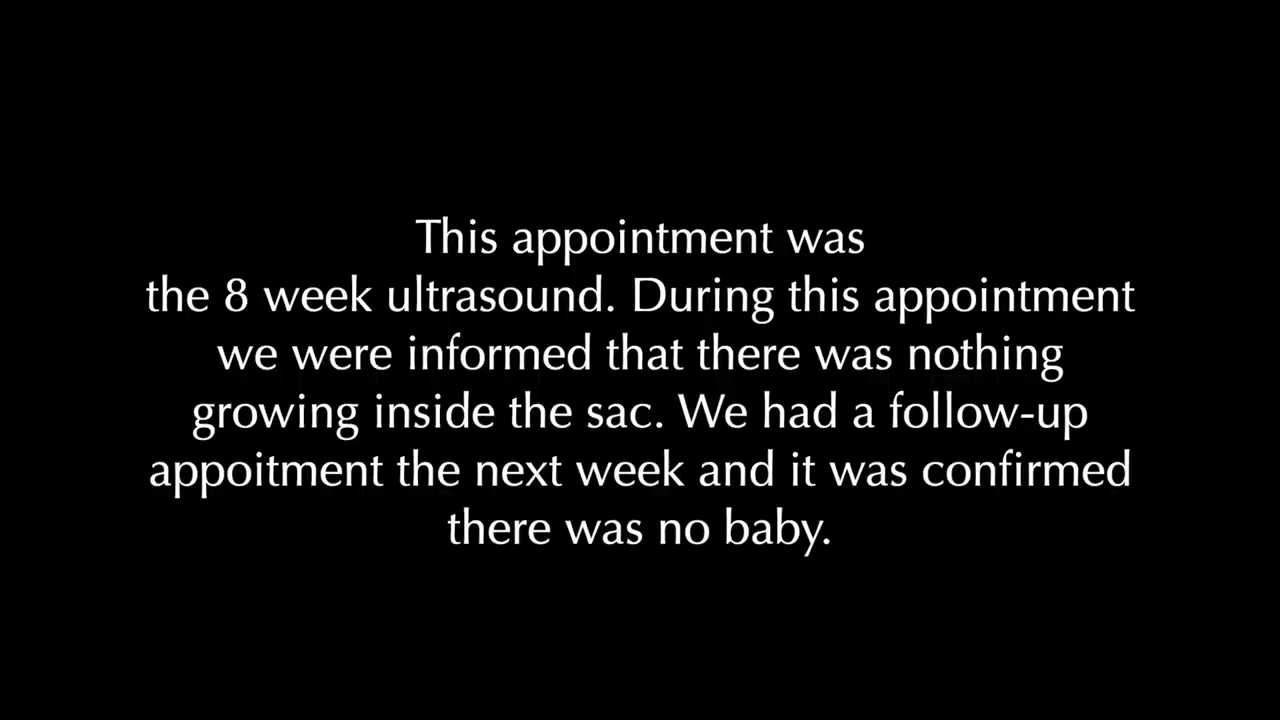 This appointment was
the 8 week ultrasound. During this appointment
we were informed that there was nothing
growing inside the sac. We had a follow-up
appoitment the next week and it was confirmed
there was no baby.